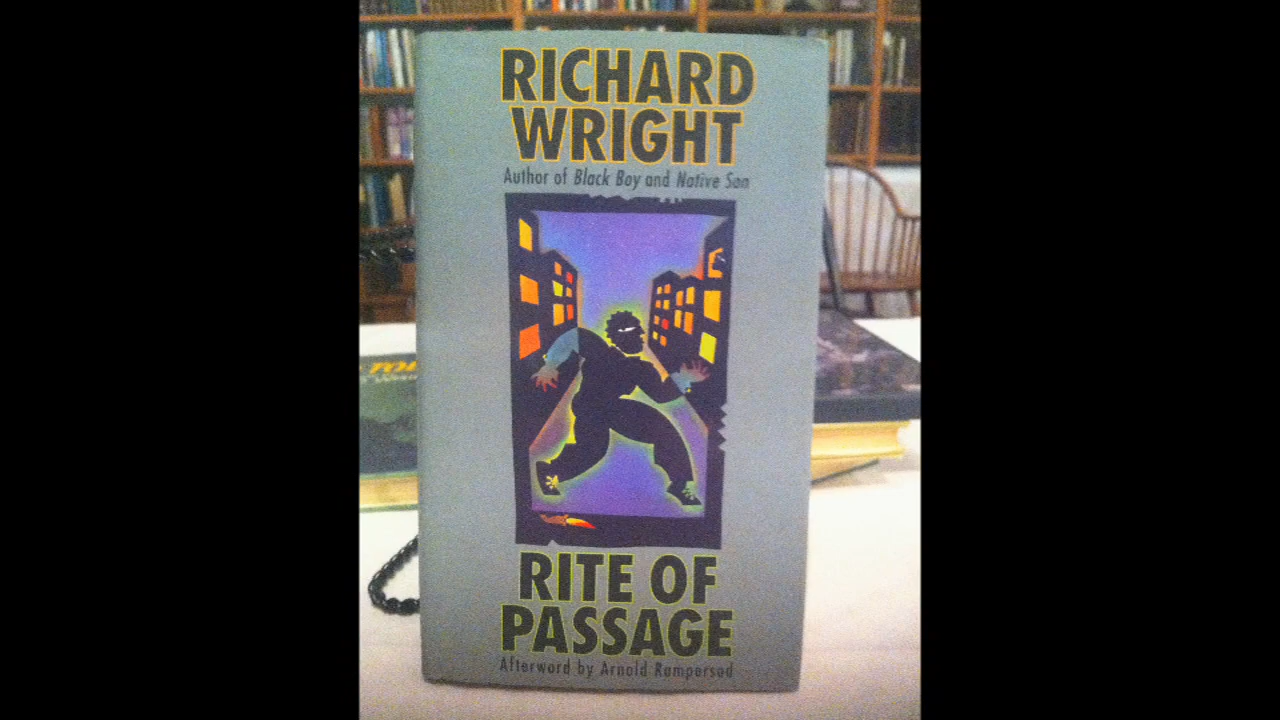 RICHARD
WRIGHT
Author of Black Boy and Native Son
RITE OF
PASSAGE
Afterword by Arnold Rampersad